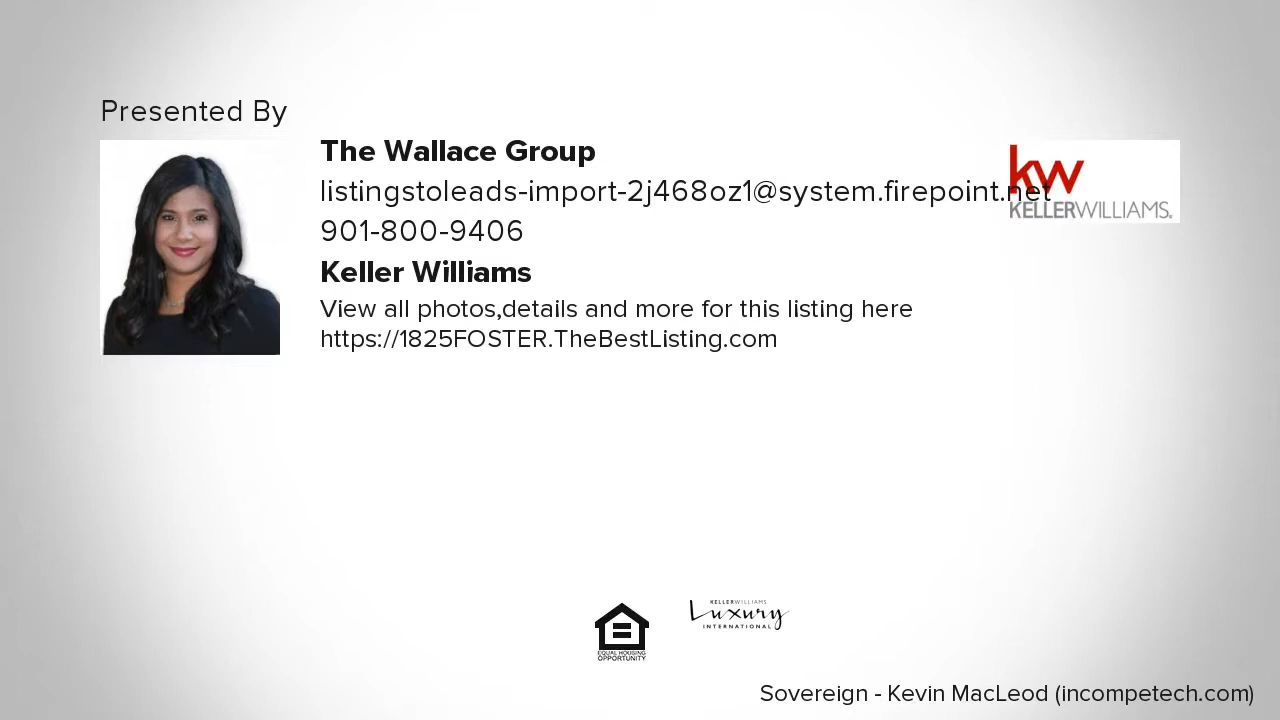 Presented By
The Wallace Group
listingstoleads-import-2j468oz1@system.firepoint.net
901-800-9406
Keller Williams
View all photos,details and more for this listing here
https://1825FOSTER.TheBestListing.com
kw
KELLERWILLIAMS.
EQUAL HOUSING
OPPORTUNITY
KELLERWILLIAMS
Luxury
INTERNATIONAL
Sovereign - Kevin MacLeod (incompetech.com)